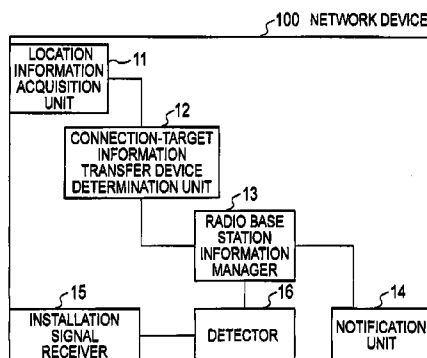 100 NETWORK DEVICE
11
LOCATION
INFORMATION
ACQUISITION
UNIT
12
CONNECTION-TARGET
INFORMATION
TRANSFER DEVICE
DETERMINATION UNIT
13
RADIO BASE
STATION
INFORMATION
MANAGER
15
INSTALLATION
SIGNAL
RECEIVER
16
DETECTOR
14
NOTIFICATION
UNIT